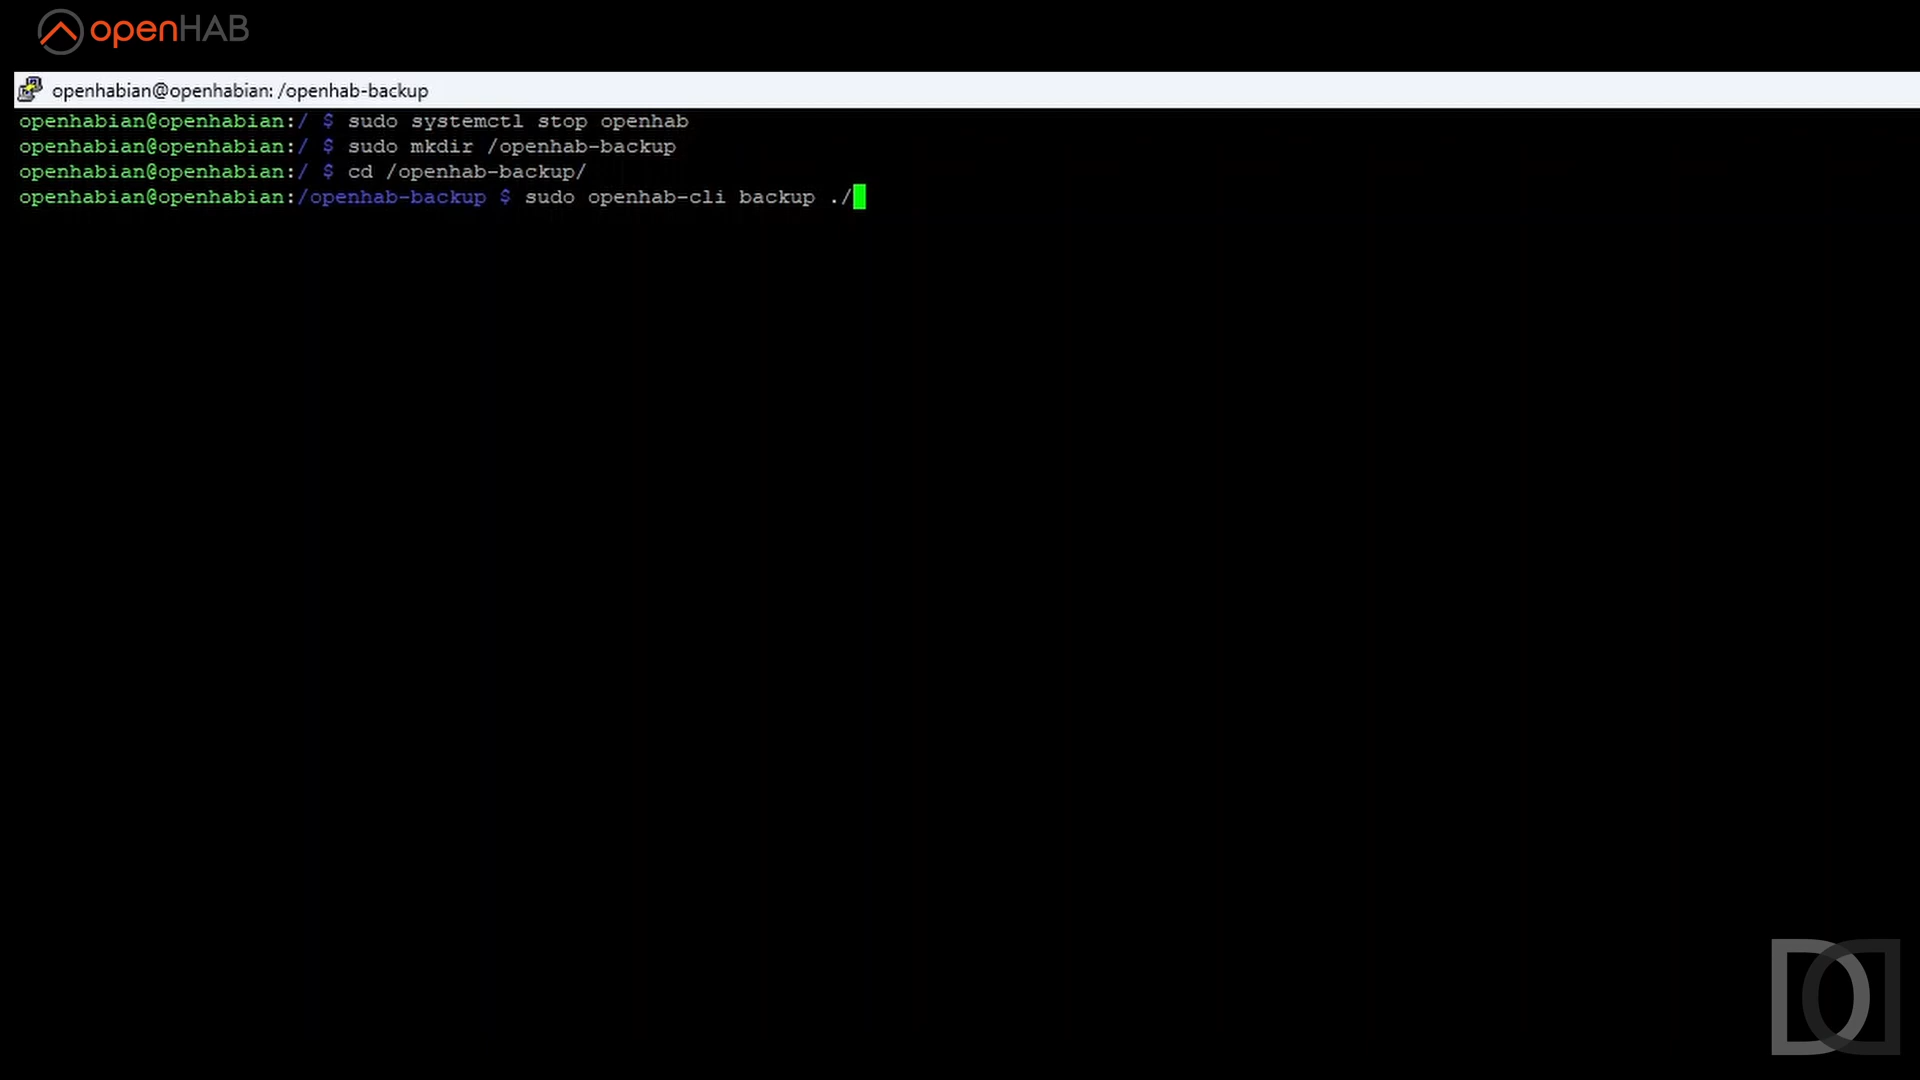 openHAB
openhabian@openhabian: /openhab-backup
openhabian@openhabian:/ $ sudo systemctl stop openhab
openhabian@openhabian:/ $ sudo mkdir /openhab-backup
openhabian@openhabian:/ $ cd /openhab-backup/
openhabian@openhabian:/openhab-backup $ sudo openhab-cli backup ./